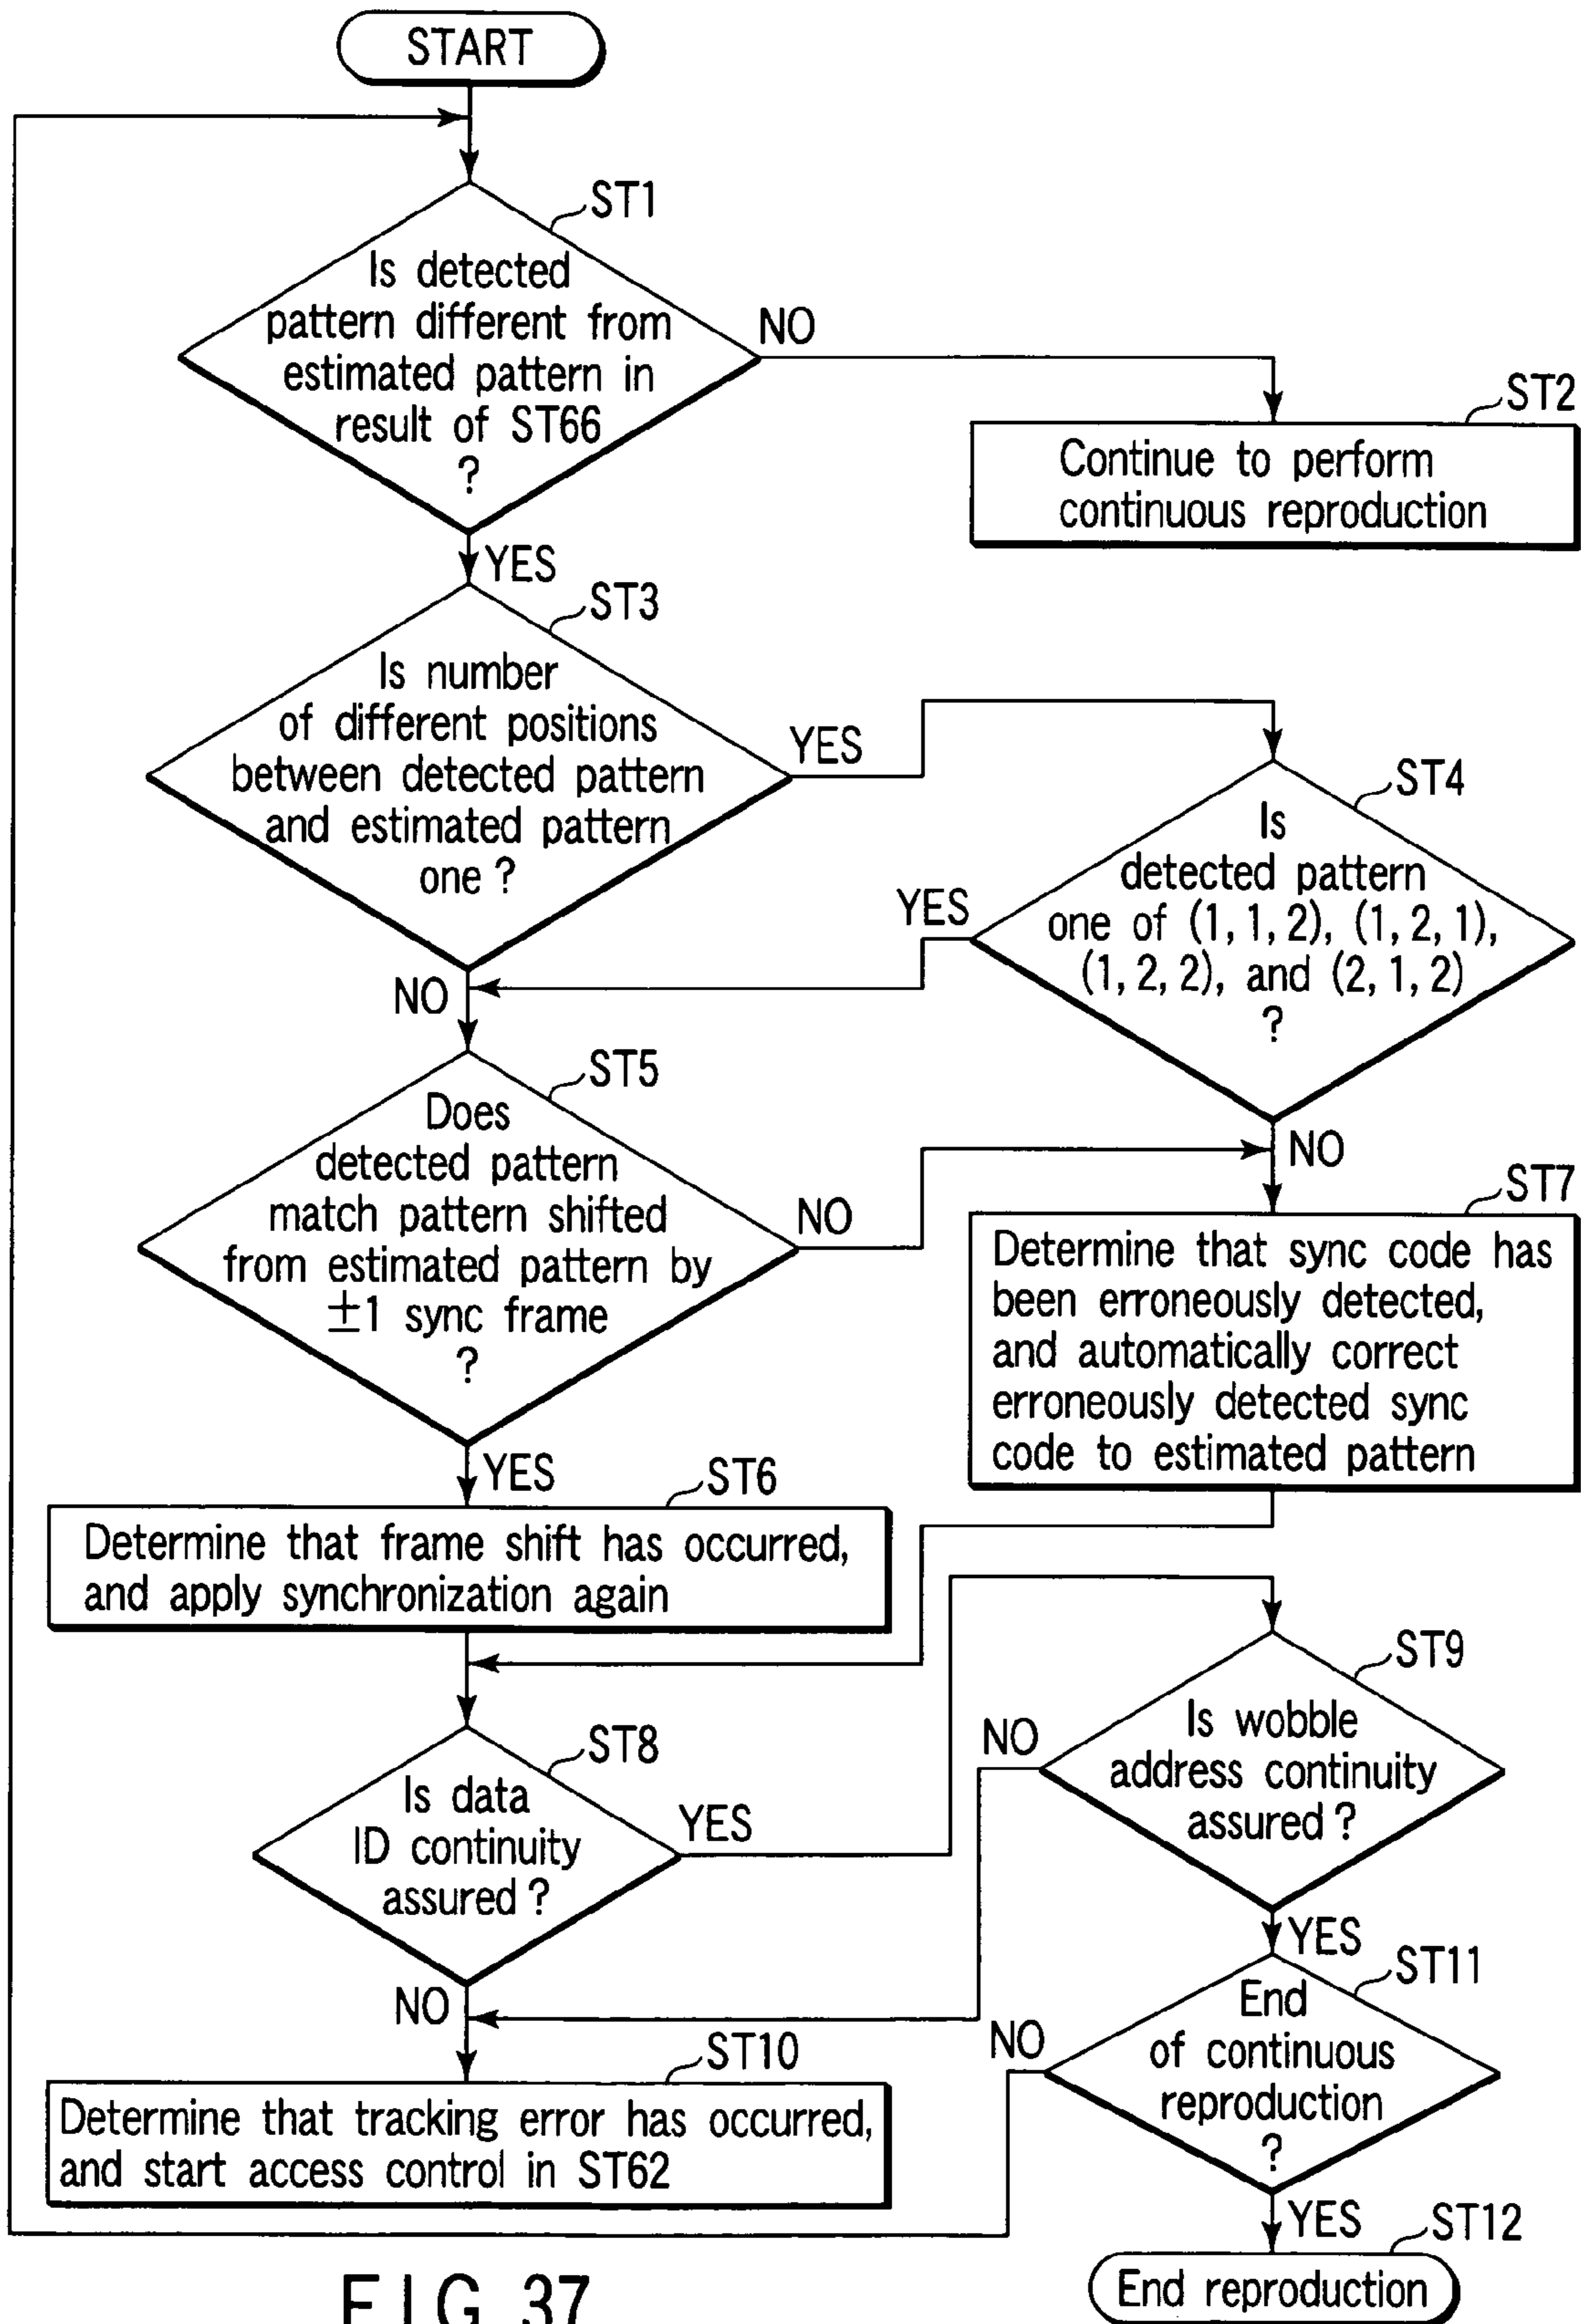 START
ST1
Is detected
pattern different from
estimated pattern in
result of ST66
?
NO
ST2
Continue to perform
continuous reproduction
YES
ST3
Is number
of different positions
between detected pattern
and estimated pattern
one ?
YES
ST4
Is
detected pattern
one of (1, 1, 2), (1, 2, 1),
(1, 2, 2), and (2, 1, 2)
?
YES
NO
NO
ST5
Does
detected pattern
match pattern shifted
from estimated pattern by
±1 sync frame
?
NO
ST7
Determine that sync code has
been erroneously detected,
and automatically correct
erroneously detected sync
code to estimated pattern
YES
ST6
Determine that frame shift has occurred,
and apply synchronization again
ST8
Is data
ID continuity
assured ?
YES
ST9
Is wobble
address continuity
assured ?
NO
YES
NO
ST10
Determine that tracking error has occurred,
and start access control in ST62
ST11
End
of continuous
reproduction
?
NO
YES
ST12
End reproduction
FIG. 37